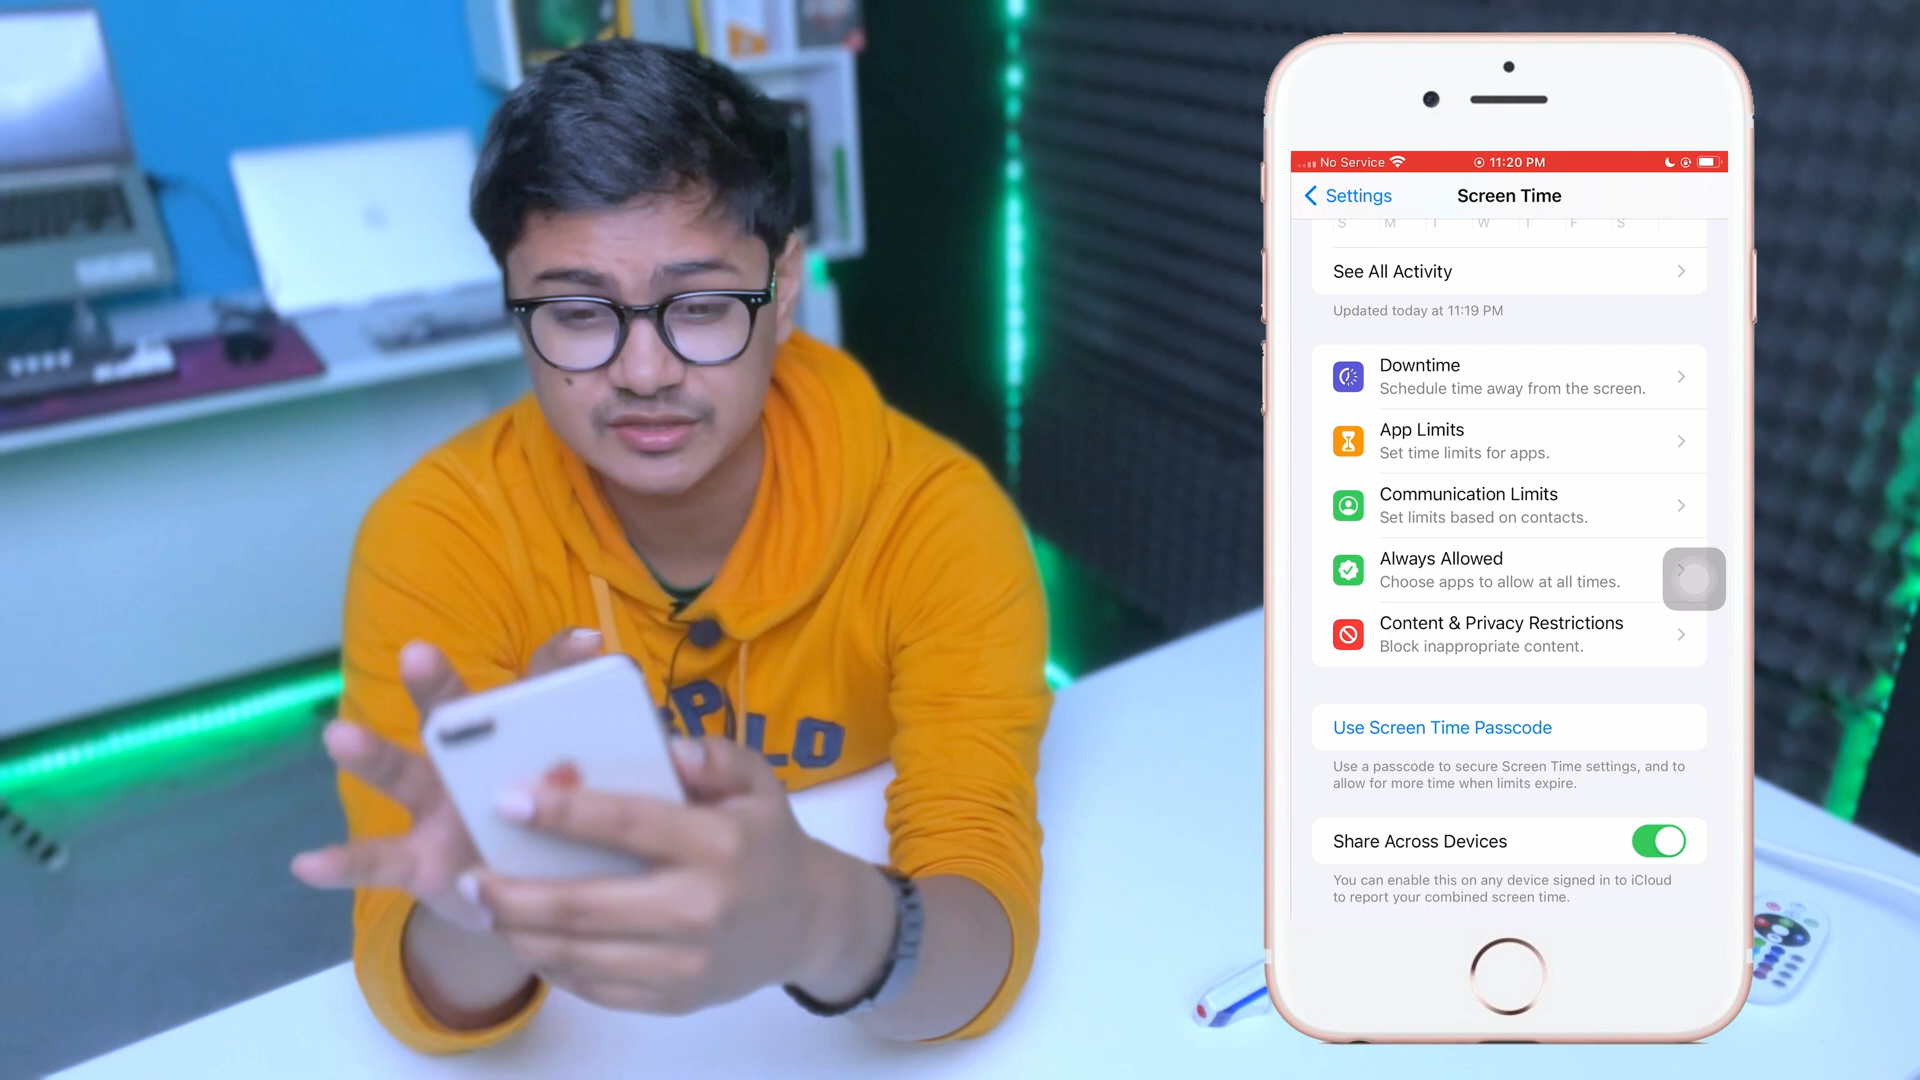 No Service
11:20 PM
Settings
Screen Time
S M T W T F S
See All Activity
Updated today at 11:19 PM
Downtime
Schedule time away from the screen.
App Limits
Set time limits for apps.
Communication Limits
Set limits based on contacts.
Always Allowed
Choose apps to allow at all times.
Content & Privacy Restrictions
Block inappropriate content.
Use Screen Time Passcode
Use a passcode to secure Screen Time settings, and to
allow for more time when limits expire.
Share Across Devices
You can enable this on any device signed in to iCloud
to report your combined screen time.